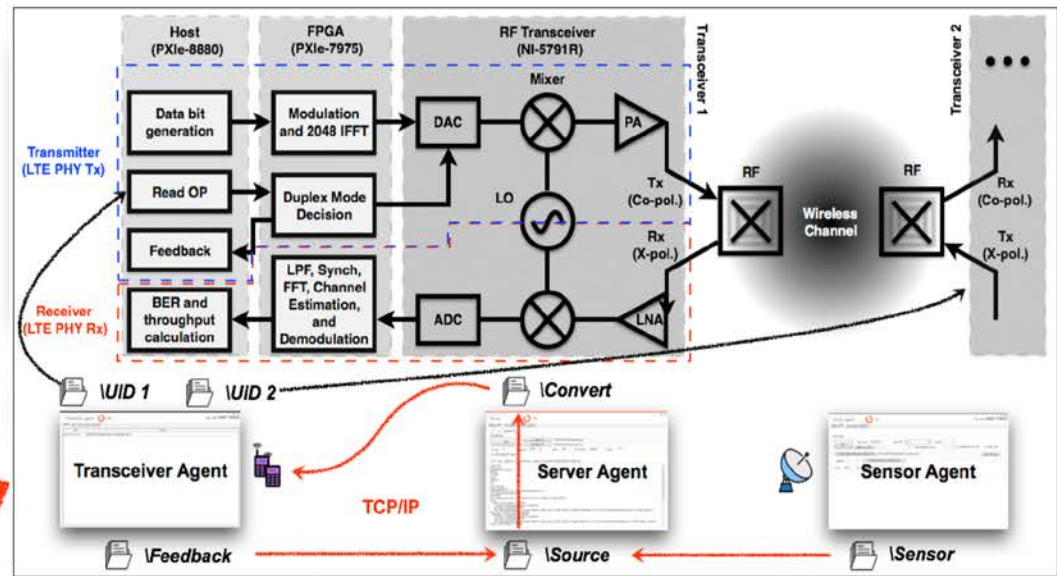 Host
(PXIe-8880)
FPGA
(PXIe-7975)
RF Transceiver
(NI-5791R)
Transceiver 1
Transceiver 2
Transmitter
(LTE PHY Tx)
Data bit
generation
Modulation
and 2048 IFFT
DAC
Mixer
PA
Read OP
Duplex Mode
Decision
LO
Tx
(Co-pol.)
RF
Wireless
Channel
RF
Rx
(Co-pol.)
Feedback
Rx
(X-pol.)
Tx
(X-pol.)
Receiver
(LTE PHY Rx)
BER and
throughput
calculation
LPF, Synch,
FFT, Channel
Estimation,
and
Demodulation
ADC
LNA
\UID 1
\UID 2
\Convert
Transceiver Agent
Server Agent
Sensor Agent
TCP/IP
\Feedback
\Source
\Sensor